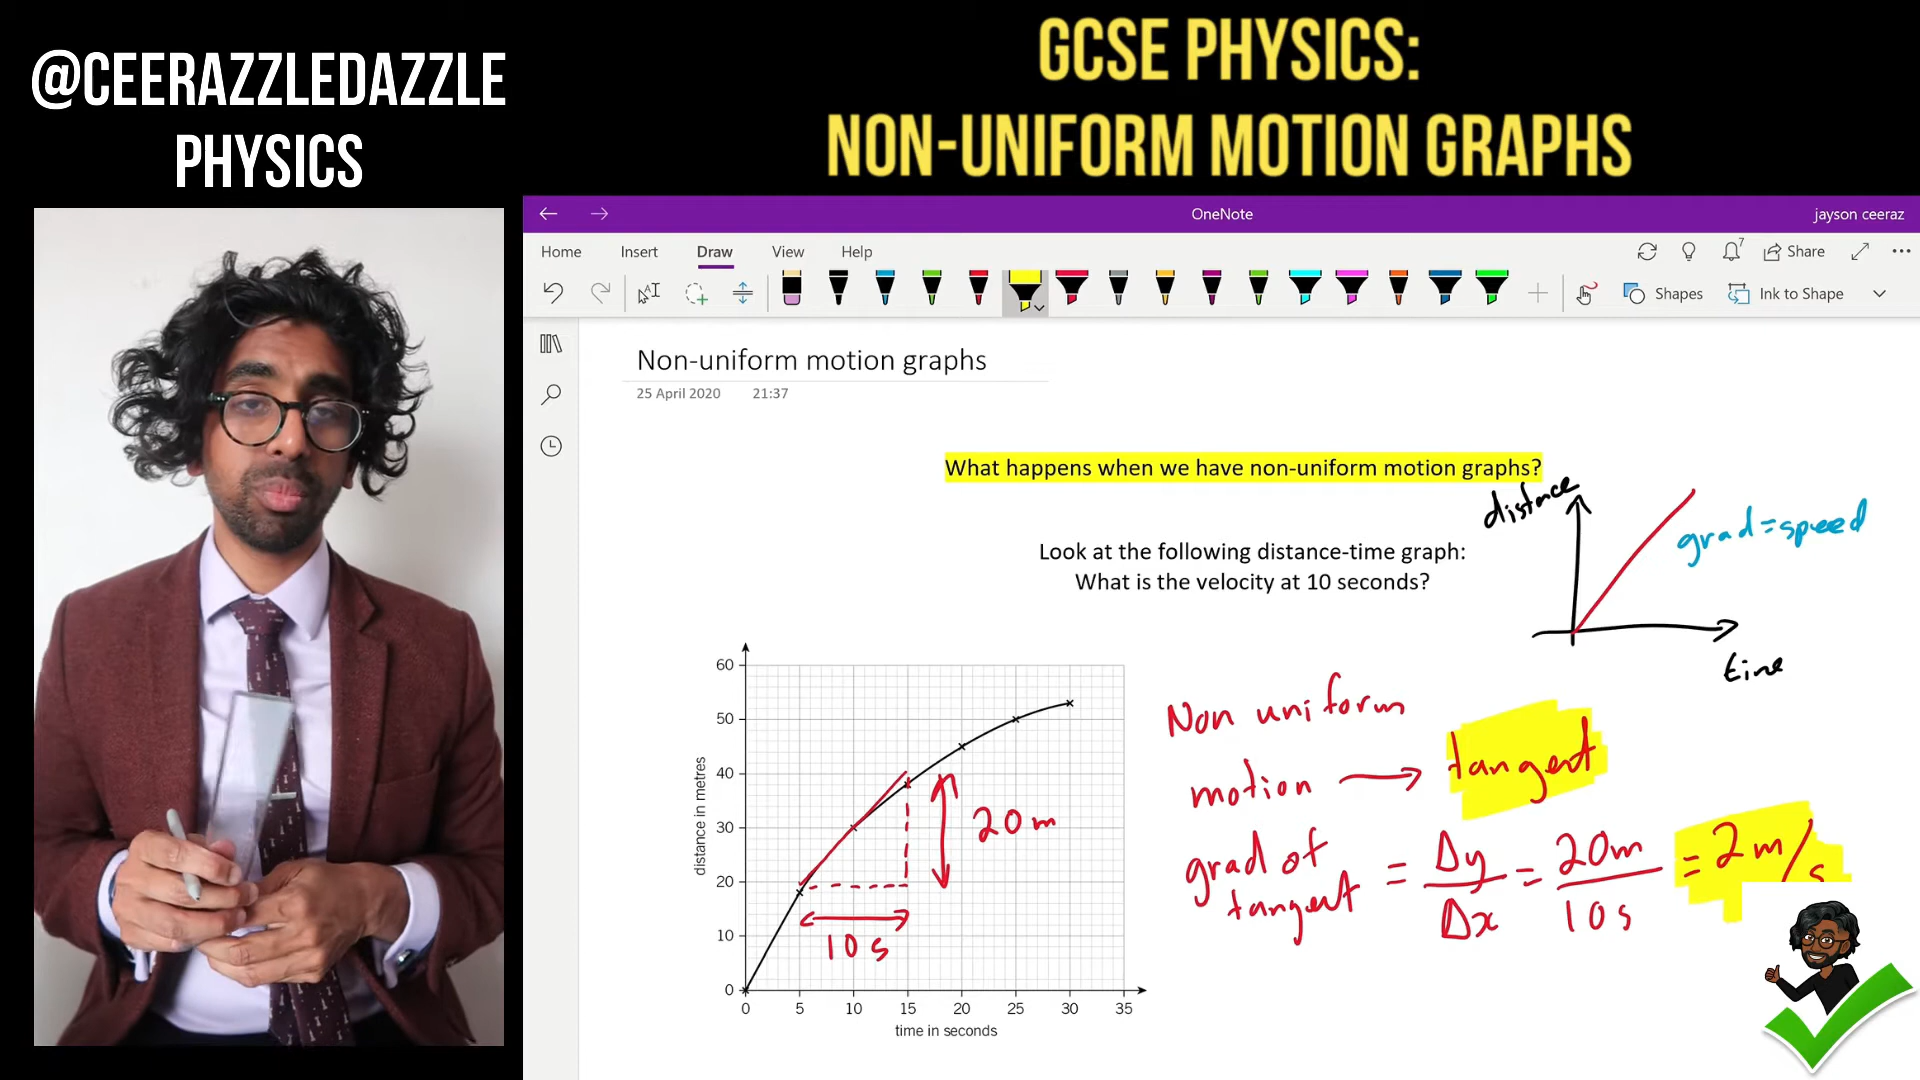 @CEERAZZLEDAZZLE
PHYSICS
GCSE PHYSICS:
NON-UNIFORM MOTION GRAPHS
OneNote
jayson ceeraz
Home Insert Draw View Help
7 Share
Shapes Ink to Shape
Non-uniform motion graphs
25 April 2020 21:37
What happens when we have non-uniform motion graphs?
Look at the following distance-time graph:
What is the velocity at 10 seconds?
distance
grad = speed
time
60
50
40
30
20
10
0
distance in metres
0 5 10 15 20 25 30 35
time in seconds
20m
10s
Non uniform
motion → tangent
grad of
tangent = Δy/Δx = 20m/10s = 2m/s